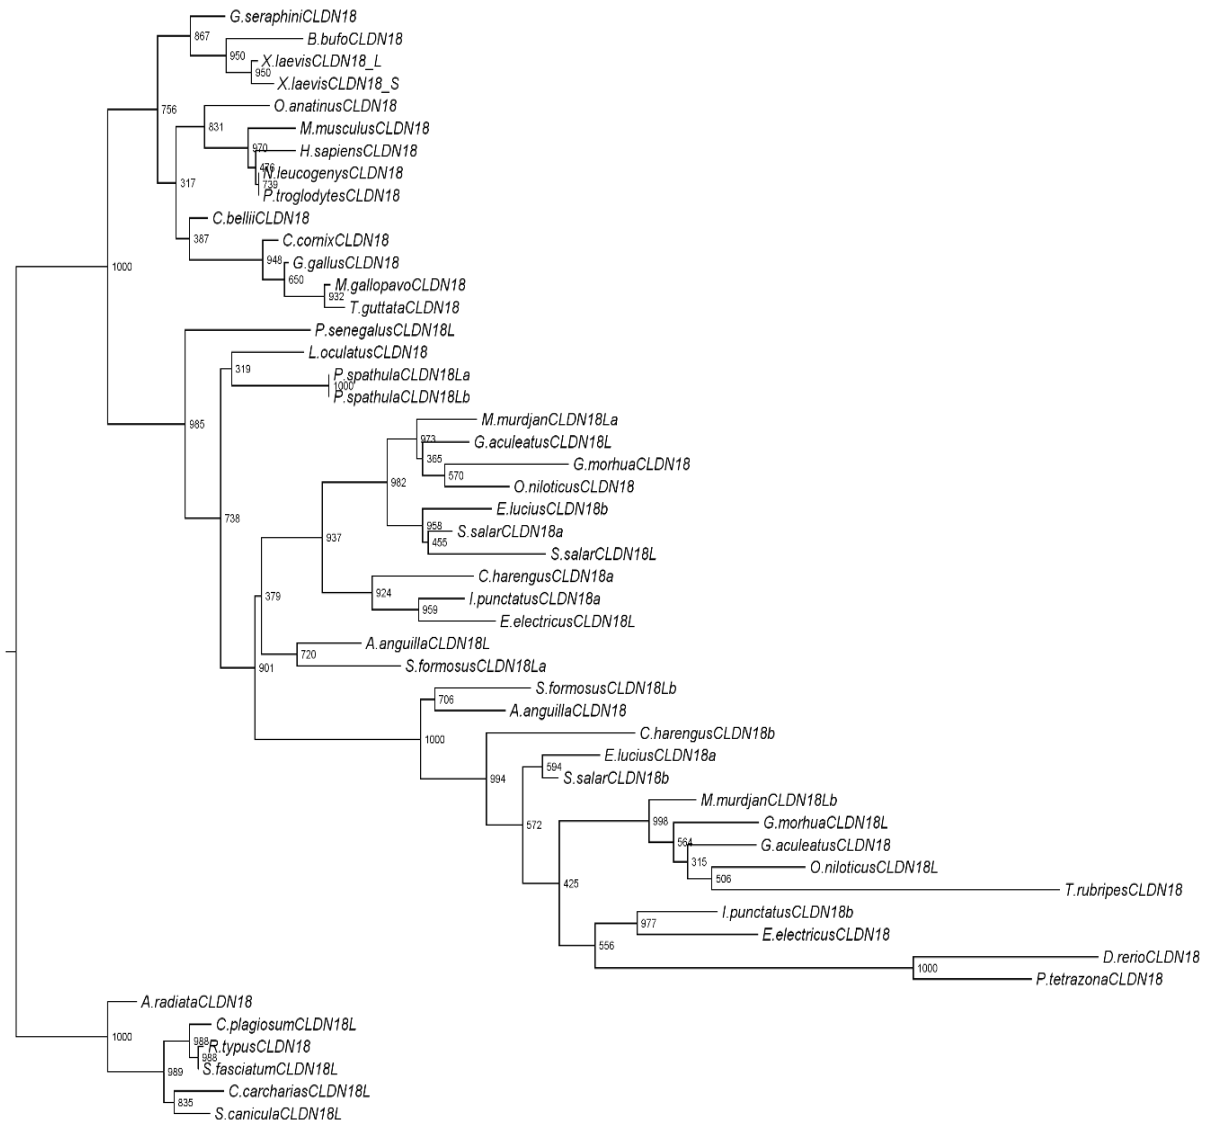 G.seraphiniCLDN18
867
B.bufoCLDN18
950
X.laevisCLDN18_L
950
X.laevisCLDN18_S
756
O.anatinusCLDN18
831
M.musculusCLDN18
970
H.sapiensCLDN18
476
N.leucogenysCLDN18
739
P.troglodytesCLDN18
317
C.belliiCLDN18
387
C.cornixCLDN18
948
G.gallusCLDN18
650
M.gallopavoCLDN18
932
T.guttataCLDN18
1000
P.senegalusCLDN18L
L.oculatusCLDN18
319
P.spathulaCLDN18La
1000
P.spathulaCLDN18Lb
985
M.murdjanCLDN18La
973
G.aculeatusCLDN18L
365
G.morhuaCLDN18
570
O.niloticusCLDN18
982
E.luciusCLDN18b
958
S.salarCLDN18a
455
S.salarCLDN18L
738
937
C.harengusCLDN18a
924
I.punctatusCLDN18a
959
E.electricusCLDN18L
379
A.anguillaCLDN18L
720
S.formosusCLDN18La
901
S.formosusCLDN18Lb
706
A.anguillaCLDN18
1000
C.harengusCLDN18b
994
E.luciusCLDN18a
594
S.salarCLDN18b
572
M.murdjanCLDN18Lb
998
G.morhuaCLDN18L
564
G.aculeatusCLDN18
315
O.niloticusCLDN18L
506
T.rubripesCLDN18
425
I.punctatusCLDN18b
977
E.electricusCLDN18
556
D.rerioCLDN18
1000
P.tetrazonaCLDN18
A.radiataCLDN18
1000
C.plagiosumCLDN18L
988
R.typusCLDN18
988
S.fasciatumCLDN18L
989
C.carchariasCLDN18L
835
S.caniculaCLDN18L